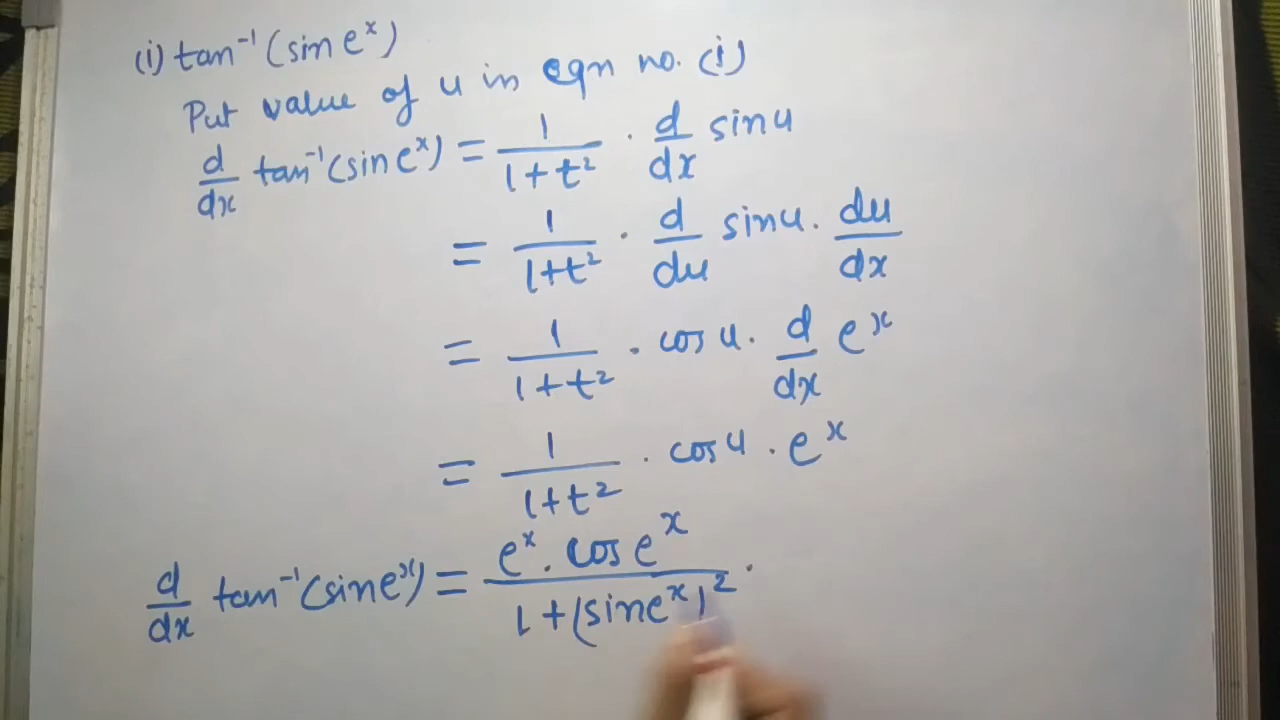 (i) tan⁻¹ (sin eˣ)
Put value of u in eqn no. (i)
d/dx tan⁻¹(sin eˣ) = 1/(1+t²) · d/dx sinu
= 1/(1+t²) · d/du sinu · du/dx
= 1/(1+t²) · cos u · d/dx eˣ
= 1/(1+t²) · cos u · eˣ
d/dx tan⁻¹(sin eˣ) = eˣ · cos eˣ / 1+(sin eˣ)² .